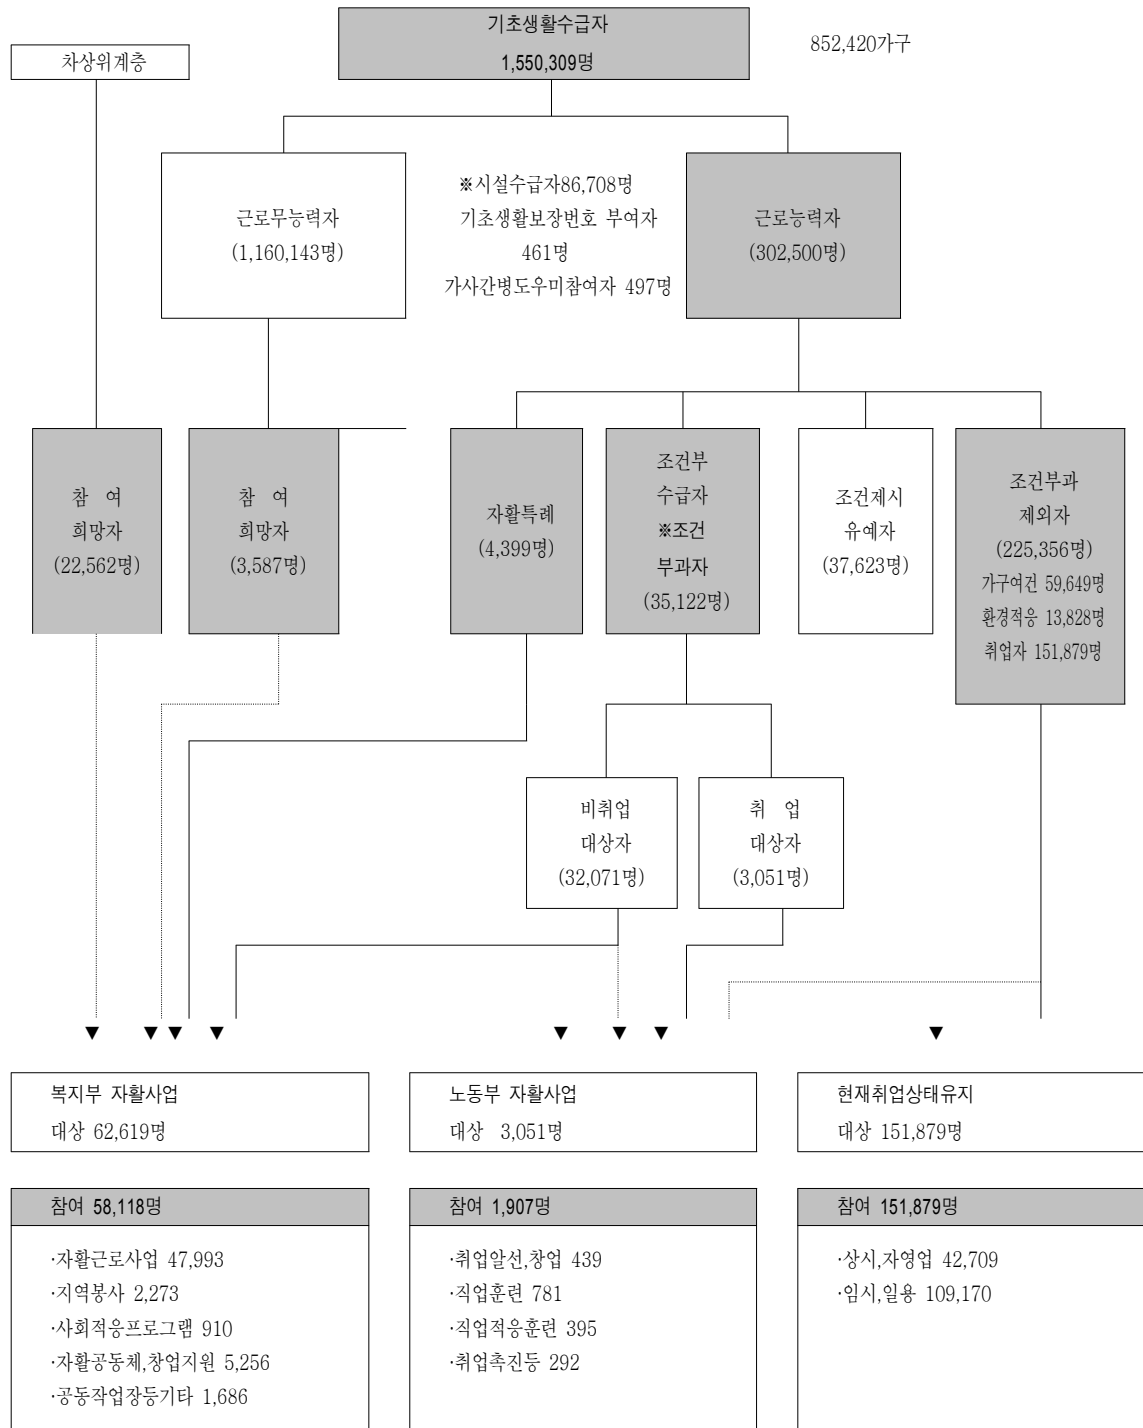 기초생활수급자
1,550,309명
852,420가구
차상위계층
근로무능력자
(1,160,143명)
※시설수급자86,708명
기초생활보장번호 부여자
461명
가사간병도우미참여자 497명
근로능력자
(302,500명)
참 여
희망자
(22,562명)
참 여
희망자
(3,587명)
자활특례
(4,399명)
조건부
수급자
※조건
부과자
(35,122명)
조건제시
유예자
(37,623명)
조건부과
제외자
(225,356명)
가구여건 59,649명
환경적응 13,828명
취업자 151,879명
비취업
대상자
(32,071명)
취 업
대상자
(3,051명)
▼ ▼ ▼ ▼ ▼ ▼ ▼ ▼
복지부 자활사업
대상 62,619명
노동부 자활사업
대상 3,051명
현재취업상태유지
대상 151,879명
참여 58,118명
·자활근로사업 47,993
·지역봉사 2,273
·사회적응프로그램 910
·자활공동체,창업지원 5,256
·공동작업장등기타 1,686
참여 1,907명
·취업알선,창업 439
·직업훈련 781
·직업적응훈련 395
·취업촉진등 292
참여 151,879명
·상시,자영업 42,709
·임시,일용 109,170